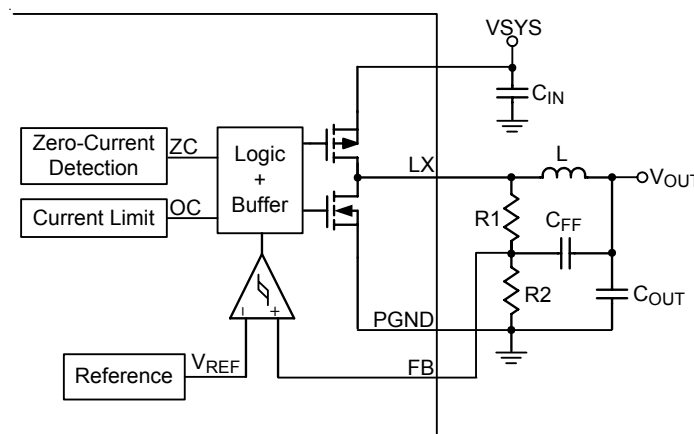 VSYS
CIN
Zero-Current
Detection
ZC
Logic
+
Buffer
LX
L
VOUT
Current Limit
OC
R1
CFF
R2
COUT
− +
PGND
Reference
VREF
FB